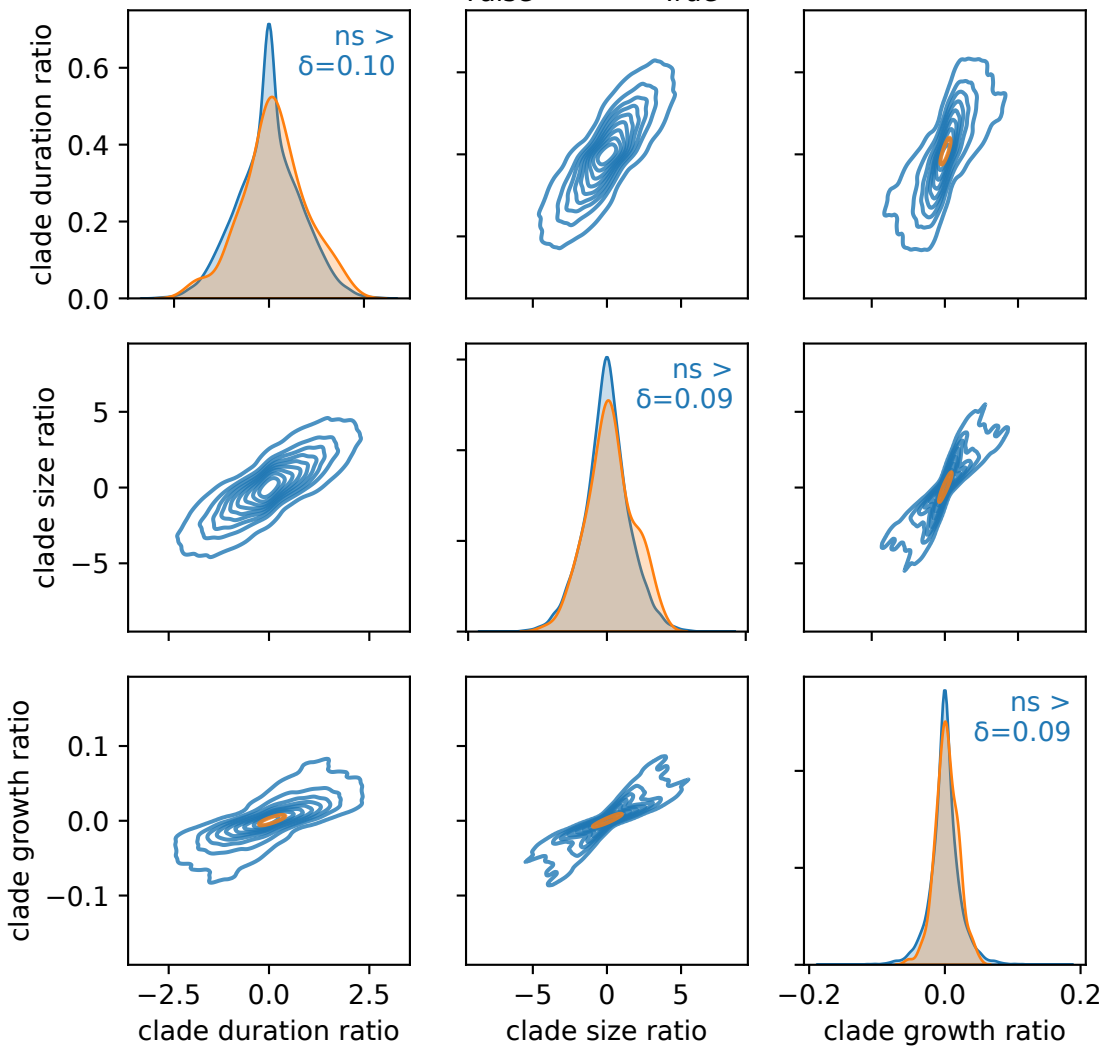 clade duration ratio
0.6
0.4
0.2
0.0
ns >
δ=0.10
clade size ratio
5
0
−5
ns >
δ=0.09
clade growth ratio
0.1
0.0
−0.1
ns >
δ=0.09
−2.5 0.0 2.5
−5 0 5
−0.2 0.0 0.2
clade duration ratio
clade size ratio
clade growth ratio